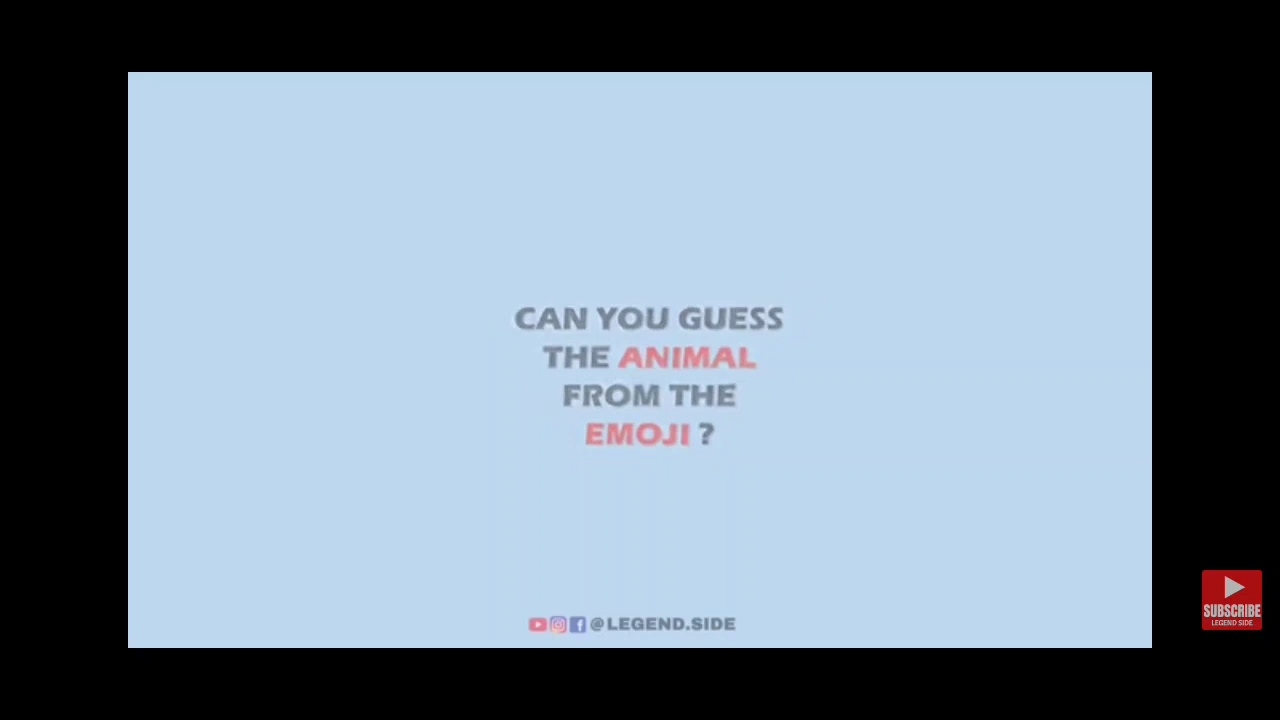 CAN YOU GUESS
THE ANIMAL
FROM THE
EMOJI ?
@LEGEND.SIDE
SUBSCRIBE
LEGEND SIDE